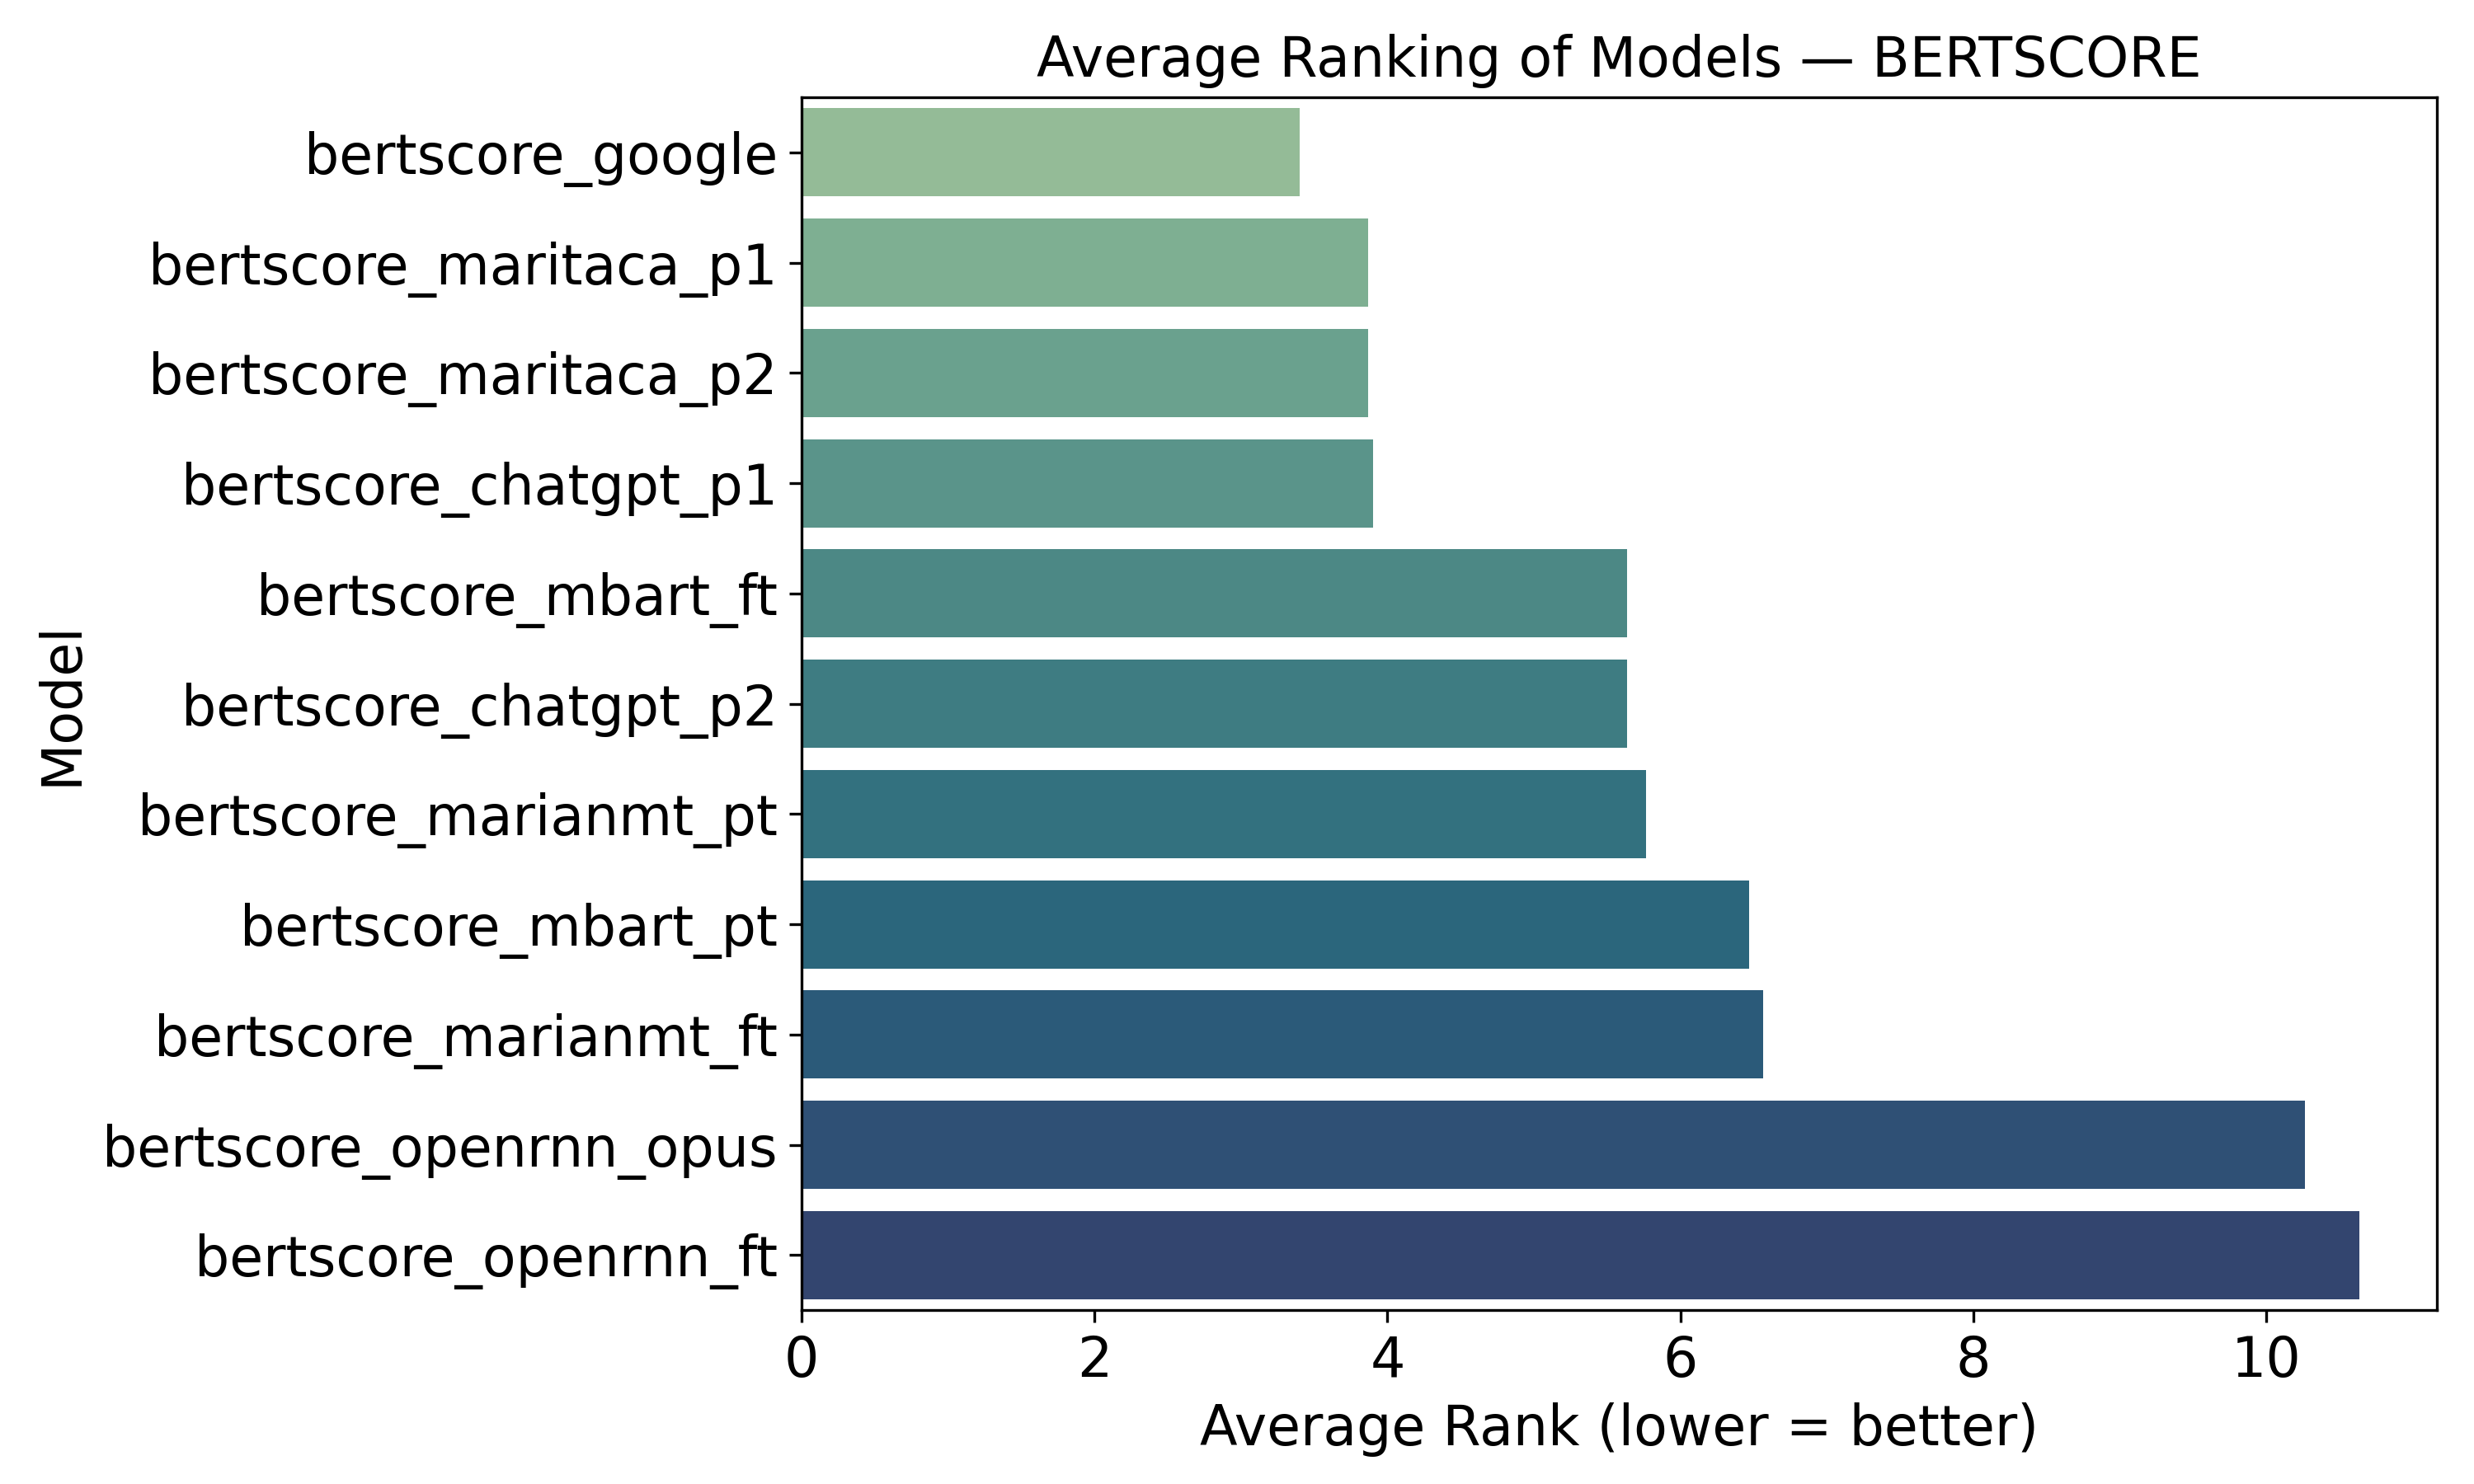 Average Ranking of Models — BERTSCORE
bertscore_google
bertscore_maritaca_p1
bertscore_maritaca_p2
bertscore_chatgpt_p1
bertscore_mbart_ft
bertscore_chatgpt_p2
bertscore_marianmt_pt
bertscore_mbart_pt
bertscore_marianmt_ft
bertscore_openrnn_opus
bertscore_openrnn_ft
Model
0 2 4 6 8 10
Average Rank (lower = better)